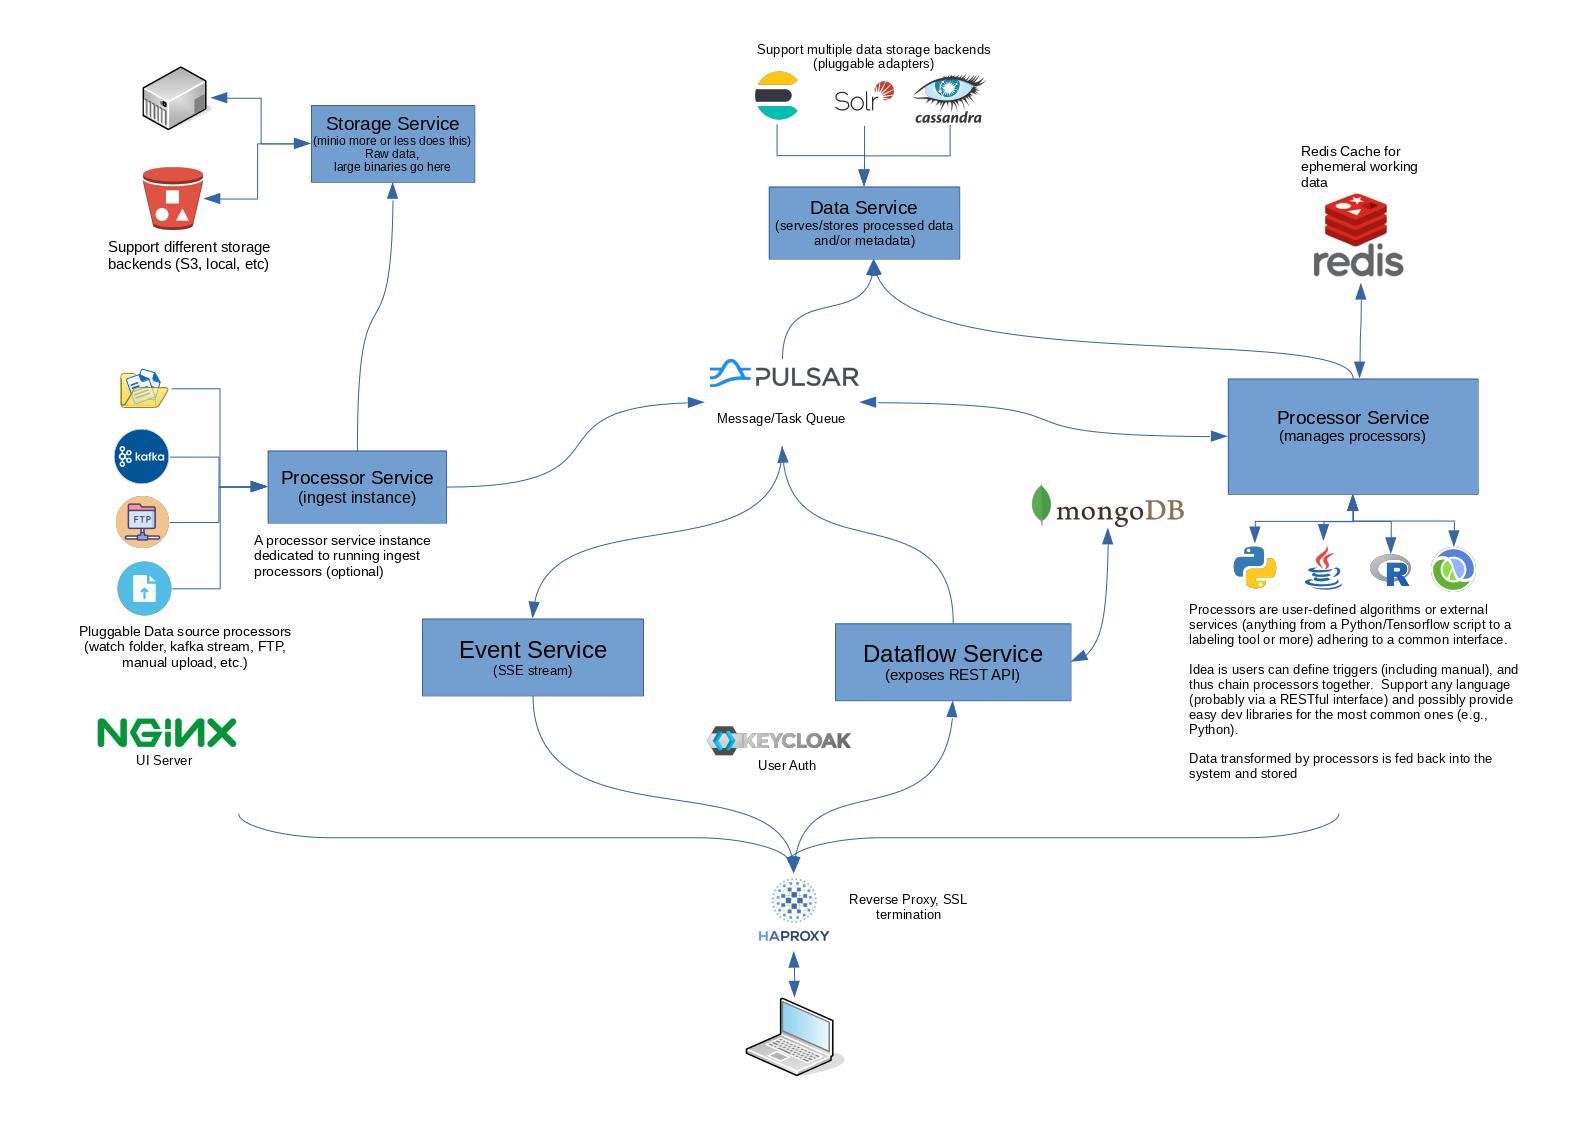 Support multiple data storage backends
(pluggable adapters)
Solr
cassandra
Storage Service
(minio more or less does this)
Raw data,
large binaries go here
Support different storage
backends (S3, local, etc)
Data Service
(serves/stores processed data
and/or metadata)
Redis Cache for
ephemeral working
data
redis
PULSAR
Message/Task Queue
Processor Service
(manages processors)
kafka
FTP
Processor Service
(ingest instance)
A processor service instance
dedicated to running ingest
processors (optional)
Pluggable Data source processors
(watch folder, kafka stream, FTP,
manual upload, etc.)
mongoDB
R
Processors are user-defined algorithms or external
services (anything from a Python/Tensorflow script to a
labeling tool or more) adhering to a common interface.
Idea is users can define triggers (including manual), and
thus chain processors together.  Support any language
(probably via a RESTful interface) and possibly provide
easy dev libraries for the most common ones (e.g.,
Python).
Data transformed by processors is fed back into the
system and stored
Event Service
(SSE stream)
Dataflow Service
(exposes REST API)
NGINX
UI Server
KEYCLOAK
User Auth
HAPROXY
Reverse Proxy, SSL
termination